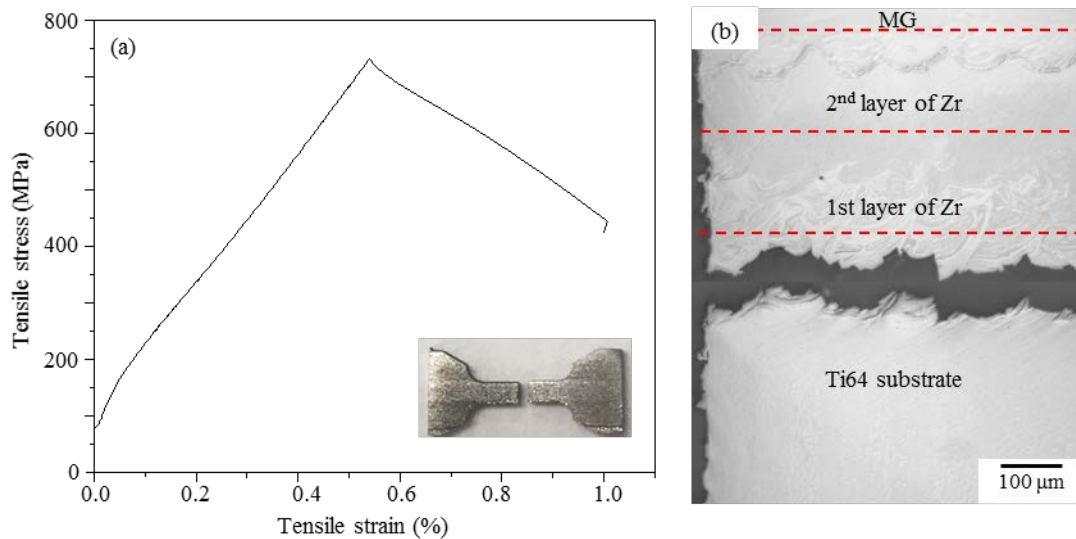 (a)
Tensile stress (MPa)
800
600
400
200
0
0.0 0.2 0.4 0.6 0.8 1.0
Tensile strain (%)
(b)
MG
2nd layer of Zr
1st layer of Zr
Ti64 substrate
100 μm